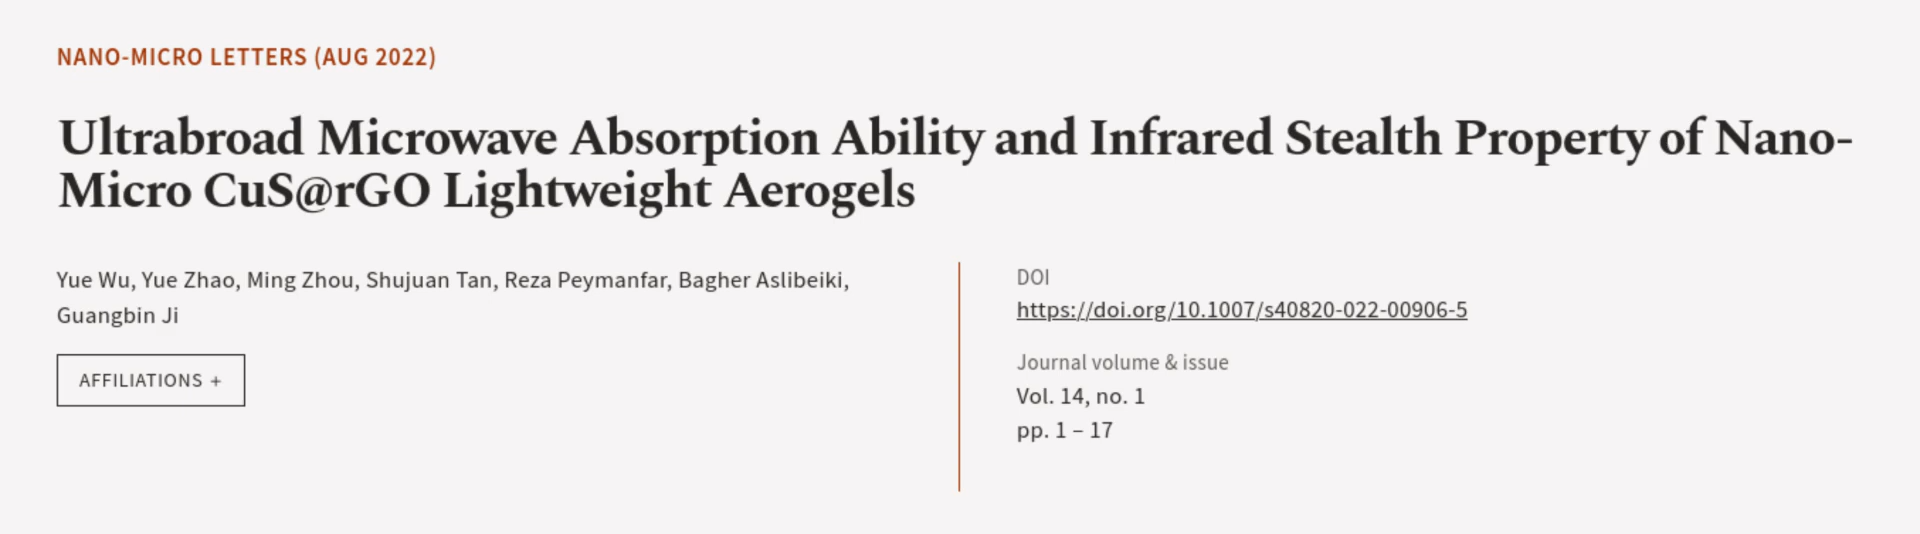 NANO-MICRO LETTERS (AUG 2022)
Ultrabroad Microwave Absorption Ability and Infrared Stealth Property of Nano-
Micro CuS@rGO Lightweight Aerogels
Yue Wu, Yue Zhao, Ming Zhou, Shujuan Tan, Reza Peymanfar, Bagher Aslibeiki,
Guangbin Ji
AFFILIATIONS +
DOI
https://doi.org/10.1007/s40820-022-00906-5
Journal volume & issue
Vol. 14, no. 1
pp. 1 – 17